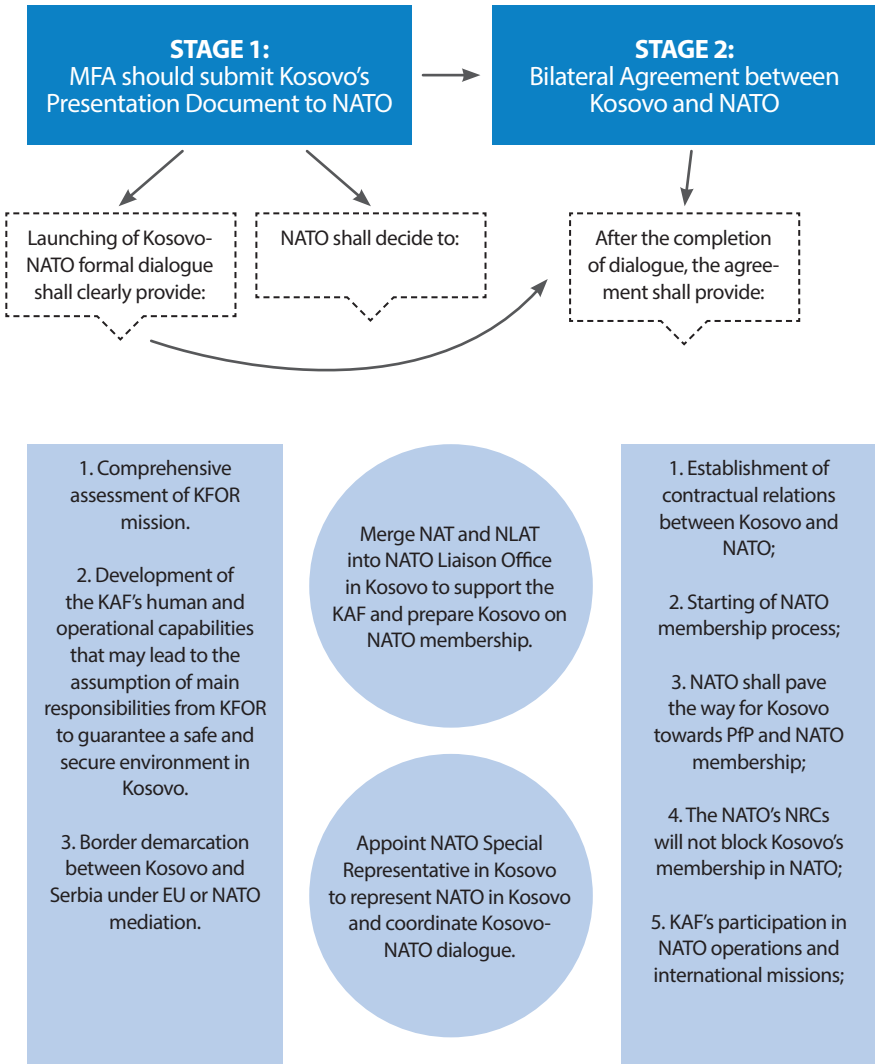 STAGE 1:
MFA should submit Kosovo's
Presentation Document to NATO
STAGE 2:
Bilateral Agreement between
Kosovo and NATO
Launching of Kosovo-
NATO formal dialogue
shall clearly provide:
NATO shall decide to:
After the completion
of dialogue, the agree-
ment shall provide:
1. Comprehensive
assessment of KFOR
mission.
2. Development of
the KAF's human and
operational capabilities
that may lead to the
assumption of main
responsibilities from KFOR
to guarantee a safe and
secure environment in
Kosovo.
3. Border demarcation
between Kosovo and
Serbia under EU or NATO
mediation.
Merge NAT and NLAT
into NATO Liaison Office
in Kosovo to support the
KAF and prepare Kosovo on
NATO membership.
Appoint NATO Special
Representative in Kosovo
to represent NATO in Kosovo
and coordinate Kosovo-
NATO dialogue.
1. Establishment of
contractual relations
between Kosovo and
NATO;
2. Starting of NATO
membership process;
3. NATO shall pave
the way for Kosovo
towards PfP and NATO
membership;
4. The NATO's NRCs
will not block Kosovo's
membership in NATO;
5. KAF's participation in
NATO operations and
international missions;